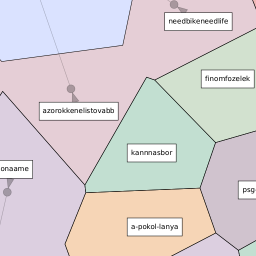 needbikeneedlife
finomfozelek
azorokkenelistovabb
kannnasbor
onaame
psg
a-pokol-lanya